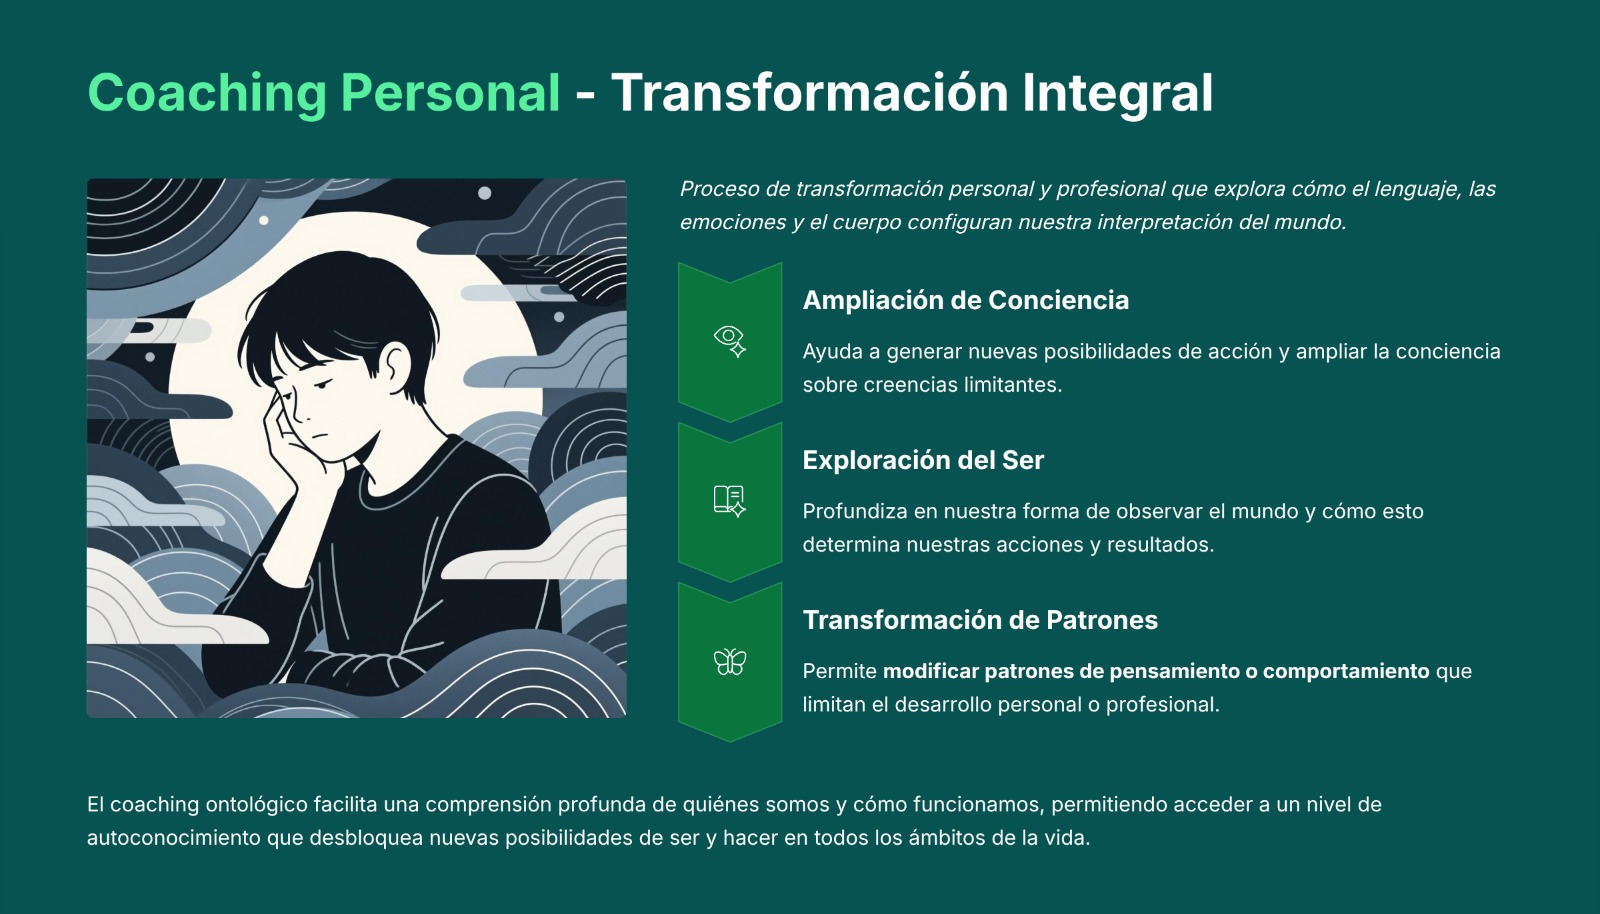 Coaching Personal - Transformación Integral
Proceso de transformación personal y profesional que explora cómo el lenguaje, las
emociones y el cuerpo configuran nuestra interpretación del mundo.
Ampliación de Conciencia
Ayuda a generar nuevas posibilidades de acción y ampliar la conciencia
sobre creencias limitantes.
Exploración del Ser
Profundiza en nuestra forma de observar el mundo y cómo esto
determina nuestras acciones y resultados.
Transformación de Patrones
Permite modificar patrones de pensamiento o comportamiento que
limitan el desarrollo personal o profesional.
El coaching ontológico facilita una comprensión profunda de quiénes somos y cómo funcionamos, permitiendo acceder a un nivel de
autoconocimiento que desbloquea nuevas posibilidades de ser y hacer en todos los ámbitos de la vida.